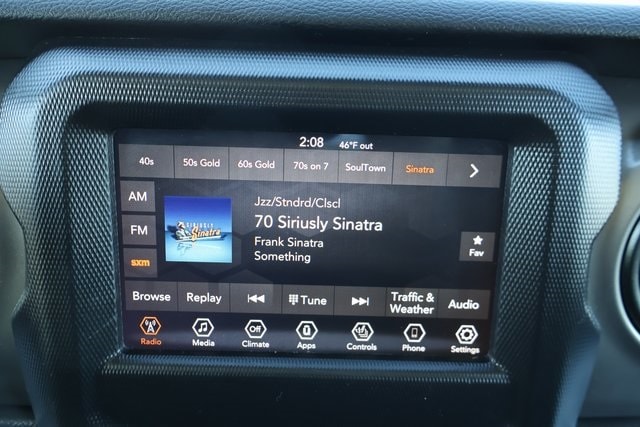 2:08 46°F out
40s 50s Gold 60s Gold 70s on 7 SoulTown Sinatra
AM
FM
sxm
SIRIUSLY
Sinatra
Jzz/Stndrd/Clscl
70 Siriusly Sinatra
Frank Sinatra
Something
Fav
Browse Replay Tune Traffic & Weather Audio
Radio Media Off Climate Apps Controls Phone Settings